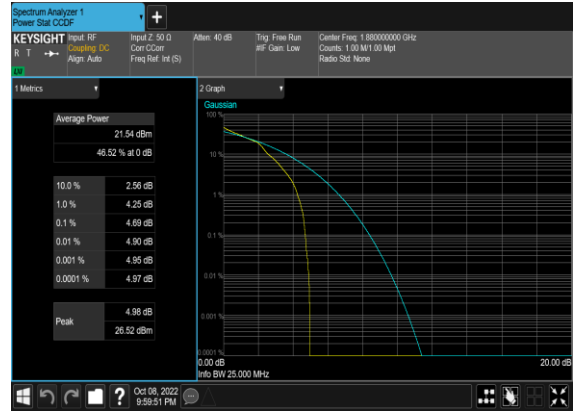 Spectrum Analyzer 1
Power Stat CCDF
KEYSIGHT
R T
LM
Input: RF
Coupling: DC
Align: Auto
Input Z: 50 Ω
Corr CCorr
Freq Ref: Int (S)
Atten: 40 dB
Trig: Free Run
#IF Gain: Low
Center Freq: 1.880000000 GHz
Counts: 1.00 M/1.00 Mpt
Radio Std: None
1 Metrics
Average Power
21.54 dBm
46.52 % at 0 dB
10.0 % 2.56 dB
1.0 % 4.25 dB
0.1 % 4.69 dB
0.01 % 4.90 dB
0.001 % 4.95 dB
0.0001 % 4.97 dB
Peak
4.98 dB
26.52 dBm
2 Graph
Gaussian
100 %
10 %
1 %
0.1 %
0.01 %
0.001 %
0.0001 %
0.00 dB 20.00 dB
Info BW 25.000 MHz
?
Oct 08, 2022
9:59:51 PM